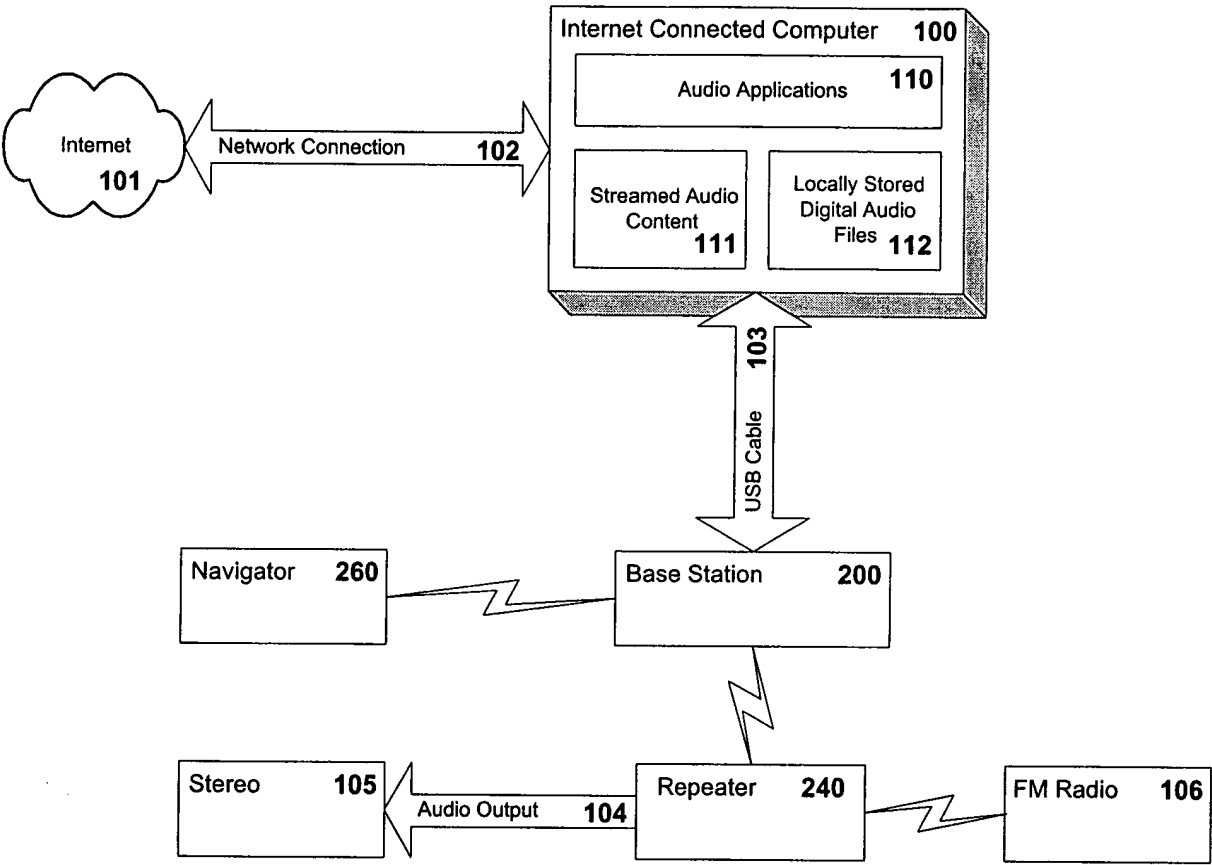 Internet Connected Computer 100
Audio Applications 110
Internet
101
Network Connection 102
Streamed Audio
Content
111
Locally Stored
Digital Audio
Files 112
103
USB Cable
Navigator 260
Base Station 200
Stereo 105
Audio Output 104
Repeater 240
FM Radio 106